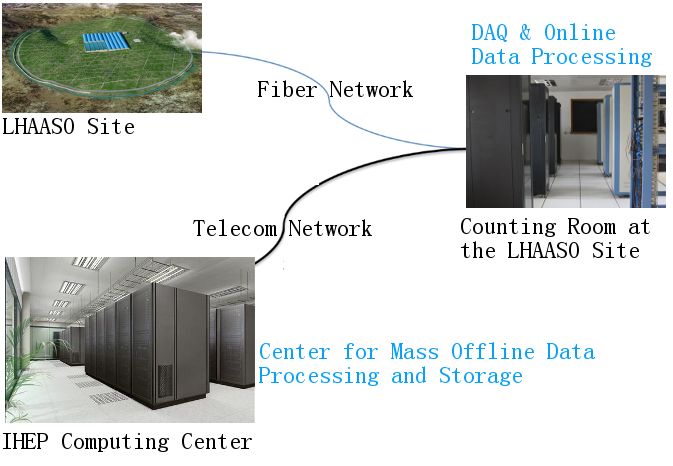 DAQ & Online
Data Processing
Fiber Network
LHAASO Site
Counting Room at
the LHAASO Site
Telecom Network
Center for Mass Offline Data
Processing and Storage
IHEP Computing Center